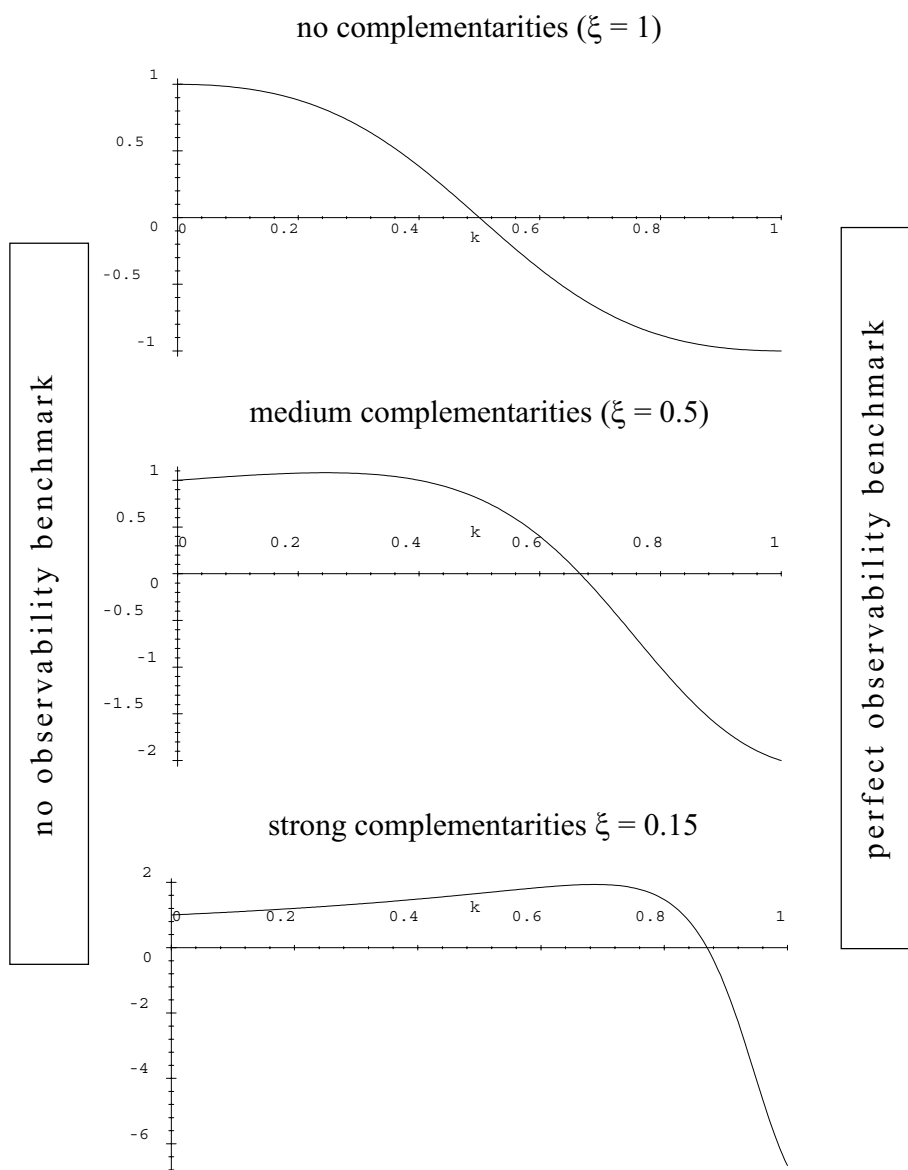 no complementarities (ξ = 1)
1
0.5
0
-0.5
-1
0 0.2 0.4 0.6 0.8 1
k
medium complementarities (ξ = 0.5)
1
0.5
0 0.2 0.4 0.6 0.8 1
k
0
-0.5
-1
-1.5
-2
strong complementarities ξ = 0.15
2
0 0.2 0.4 0.6 0.8 1
k
0
-2
-4
-6
no observability benchmark
perfect observability benchmark